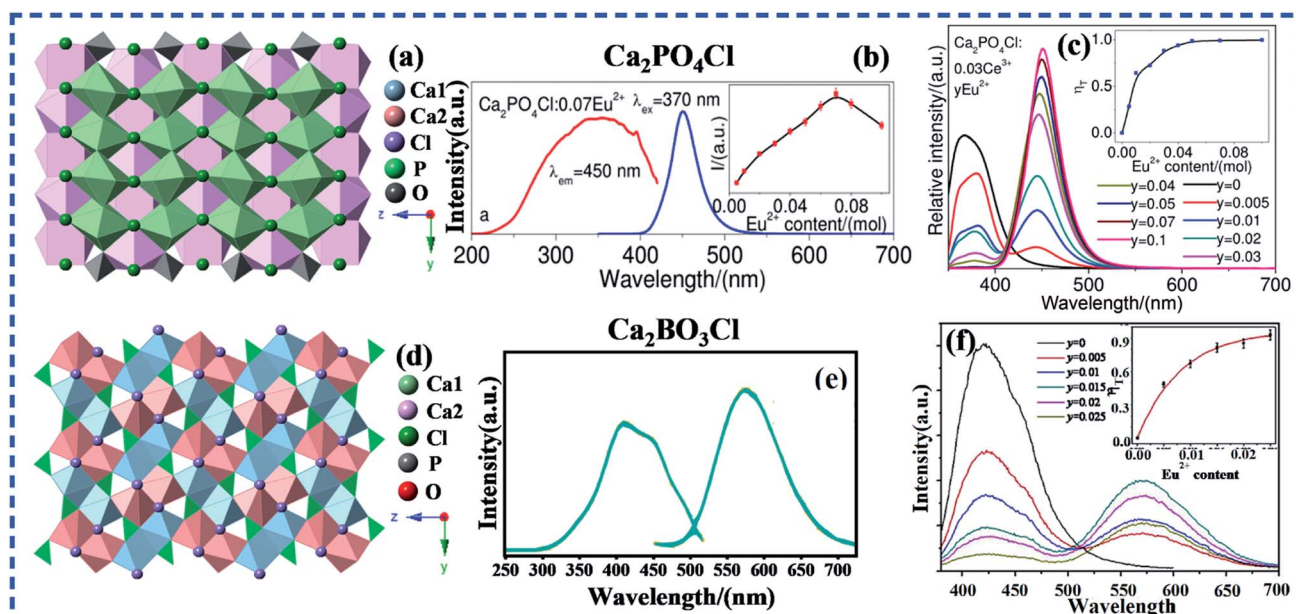 (a)
Ca1
Ca2
Cl
P
O
z
y
Ca₂PO₄Cl
(b)
Ca₂PO₄Cl:0.07Eu²⁺ λex=370 nm
λem=450 nm
a
Intensity(a.u.)
200 300 400 500 600 700
Wavelength/(nm)
I/(a.u.)
0.00 0.04 0.08
Eu²⁺ content/(mol)
(c)
Ca₂PO₄Cl:
0.03Ce³⁺
yEu²⁺
Relative intensity/(a.u.)
1.0
0.5
0.0
ηT
0.00 0.04 0.08
Eu²⁺ content/(mol)
y=0.04 y=0
y=0.05 y=0.005
y=0.07 y=0.01
y=0.1 y=0.02
y=0.03
400 500 600 700
Wavelength/(nm)
(d)
Ca1
Ca2
Cl
P
O
z
y
Ca₂BO₃Cl
(e)
Intensity(a.u.)
250 300 350 400 450 500 550 600 650 700
Wavelength/(nm)
(f)
y=0
y=0.005
y=0.01
y=0.015
y=0.02
y=0.025
Intensity(a.u.)
0.9
0.6
0.3
0.0
ηT
0.00 0.01 0.02
Eu²⁺ content
400 450 500 550 600 650 700
Wavelength